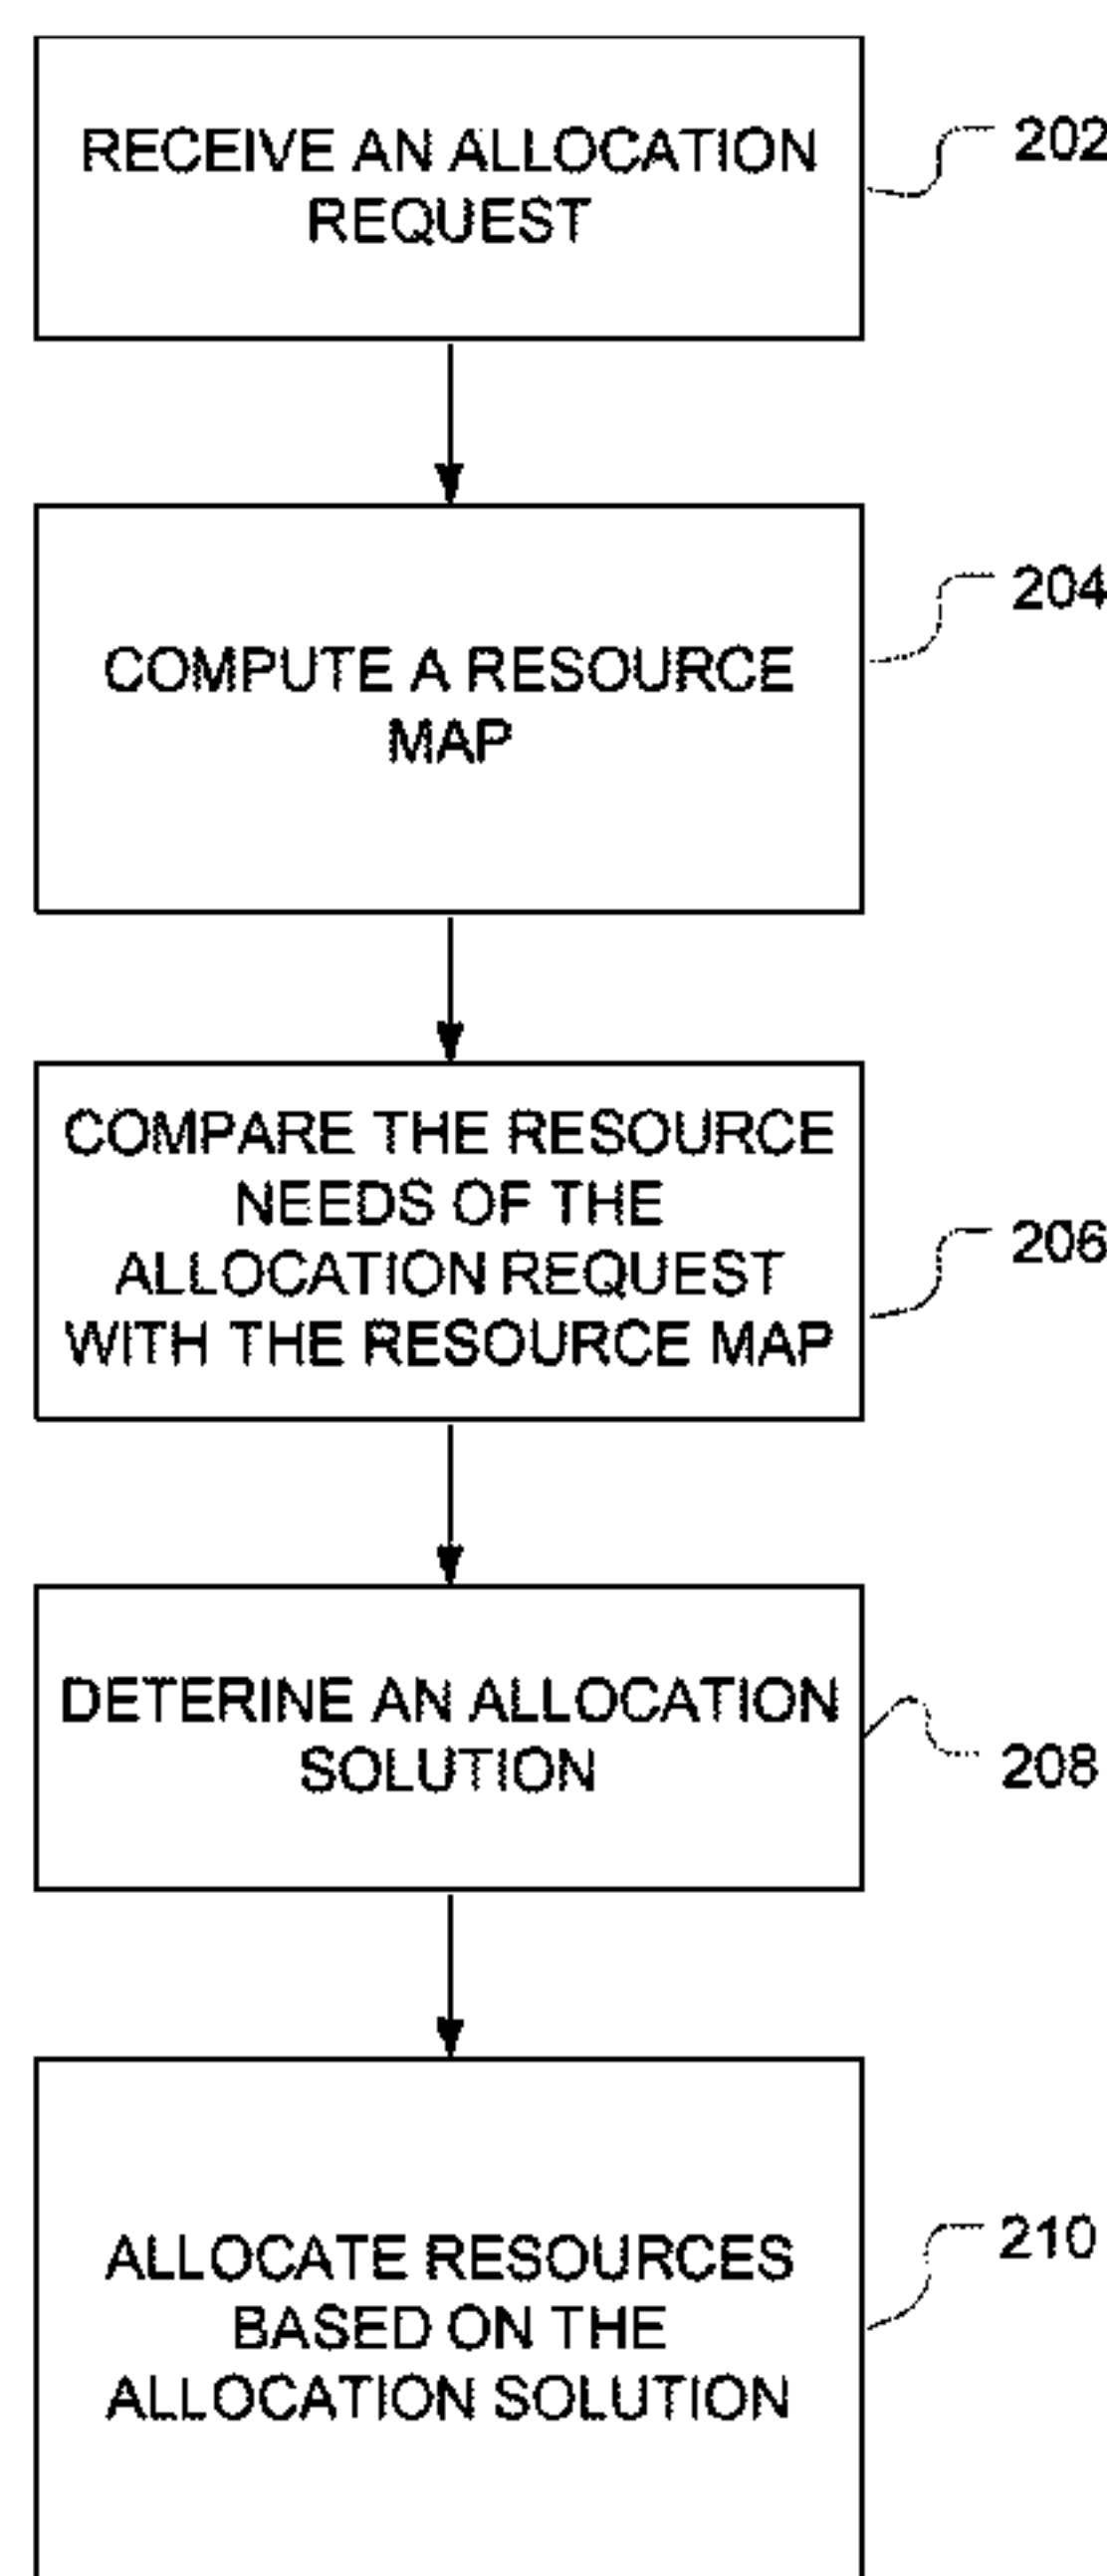 RECEIVE AN ALLOCATION
REQUEST
202
COMPUTE A RESOURCE
MAP
204
COMPARE THE RESOURCE
NEEDS OF THE
ALLOCATION REQUEST
WITH THE RESOURCE MAP
206
DETERINE AN ALLOCATION
SOLUTION
208
ALLOCATE RESOURCES
BASED ON THE
ALLOCATION SOLUTION
210